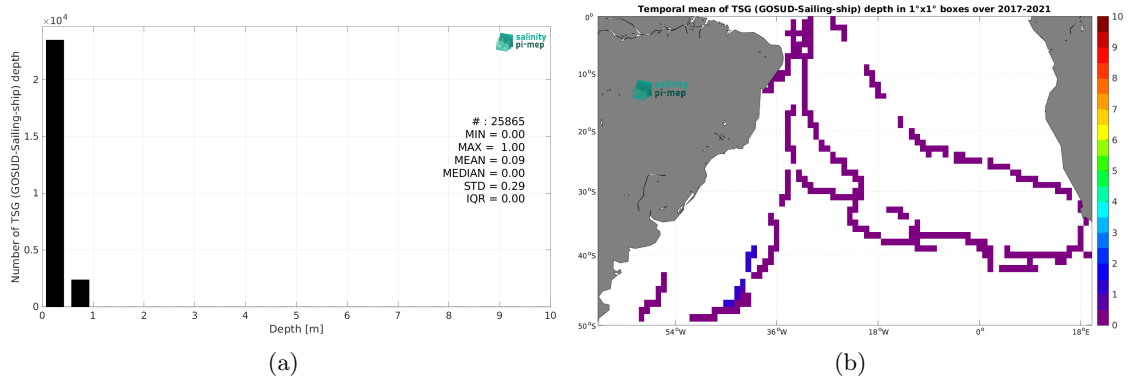 ×10⁴
2
1.5
1
0.5
0
0
1
2
3
4
5
6
7
8
9
10
Number of TSG (GOSUD-Sailing-ship) depth
Depth [m]
salinity
pi-mep
# : 25865
MIN = 0.00
MAX = 1.00
MEAN = 0.09
MEDIAN = 0.00
STD = 0.29
IQR = 0.00
(a)
Temporal mean of TSG (GOSUD-Sailing-ship) depth in 1°x1° boxes over 2017-2021
0°
10°S
20°S
30°S
40°S
50°S
54°W
36°W
18°W
0°
18°E
salinity
pi-mep
10
9
8
7
6
5
4
3
2
1
0
(b)